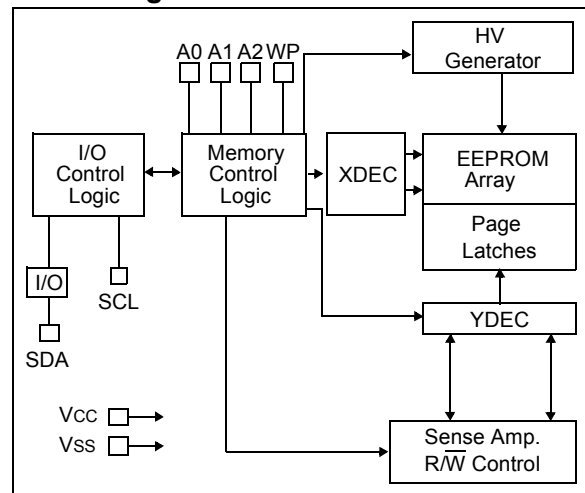 A0 A1 A2 WP
HV
Generator
I/O
Control
Logic
Memory
Control
Logic
XDEC
EEPROM
Array
Page
Latches
I/O
SCL
SDA
YDEC
VCC
VSS
Sense Amp.
R/W̅ Control